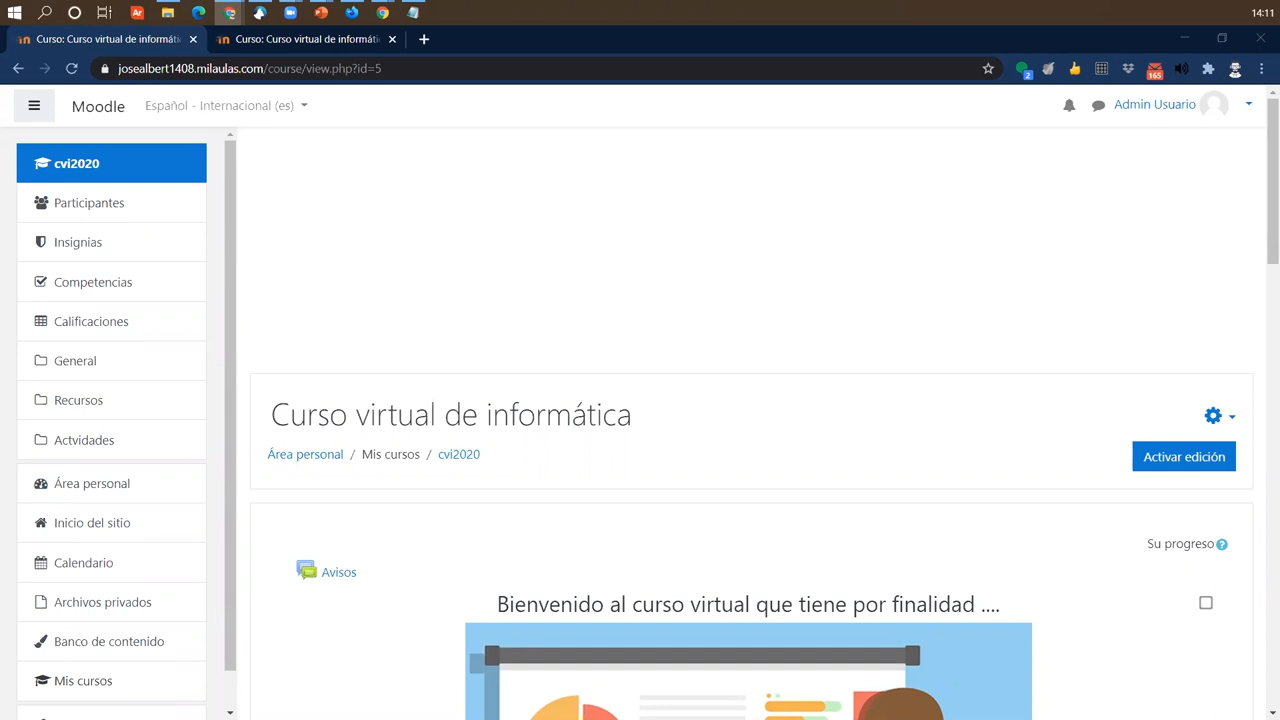 14:11
Curso: Curso virtual de informáti
Curso: Curso virtual de informáti
josealbert1408.milaulas.com/course/view.php?id=5
2
165
Moodle
Español - Internacional (es)
Admin Usuario
cvi2020
Participantes
Insignias
Competencias
Calificaciones
General
Recursos
Actvidades
Área personal
Inicio del sitio
Calendario
Archivos privados
Banco de contenido
Mis cursos
Curso virtual de informática
Área personal / Mis cursos / cvi2020
Activar edición
Su progreso
Avisos
Bienvenido al curso virtual que tiene por finalidad ....